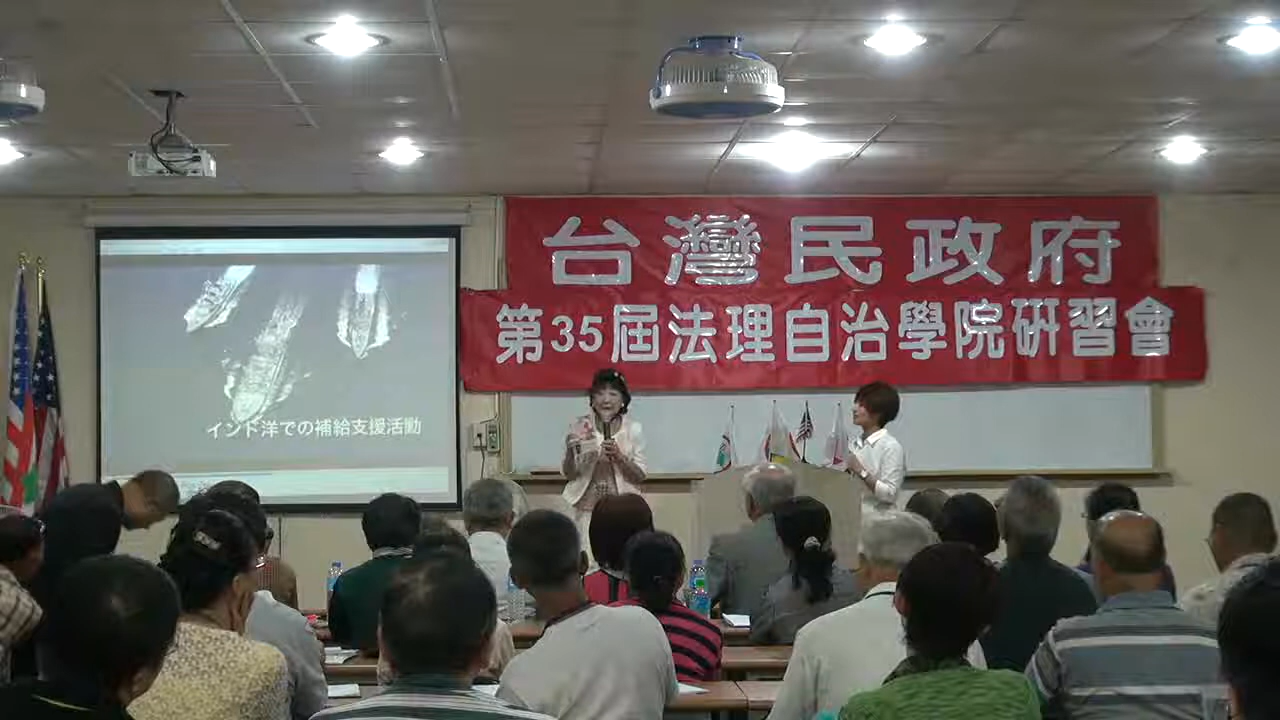 台灣民政府
第35屆法理自治學院研習會
インド洋での補給支援活動